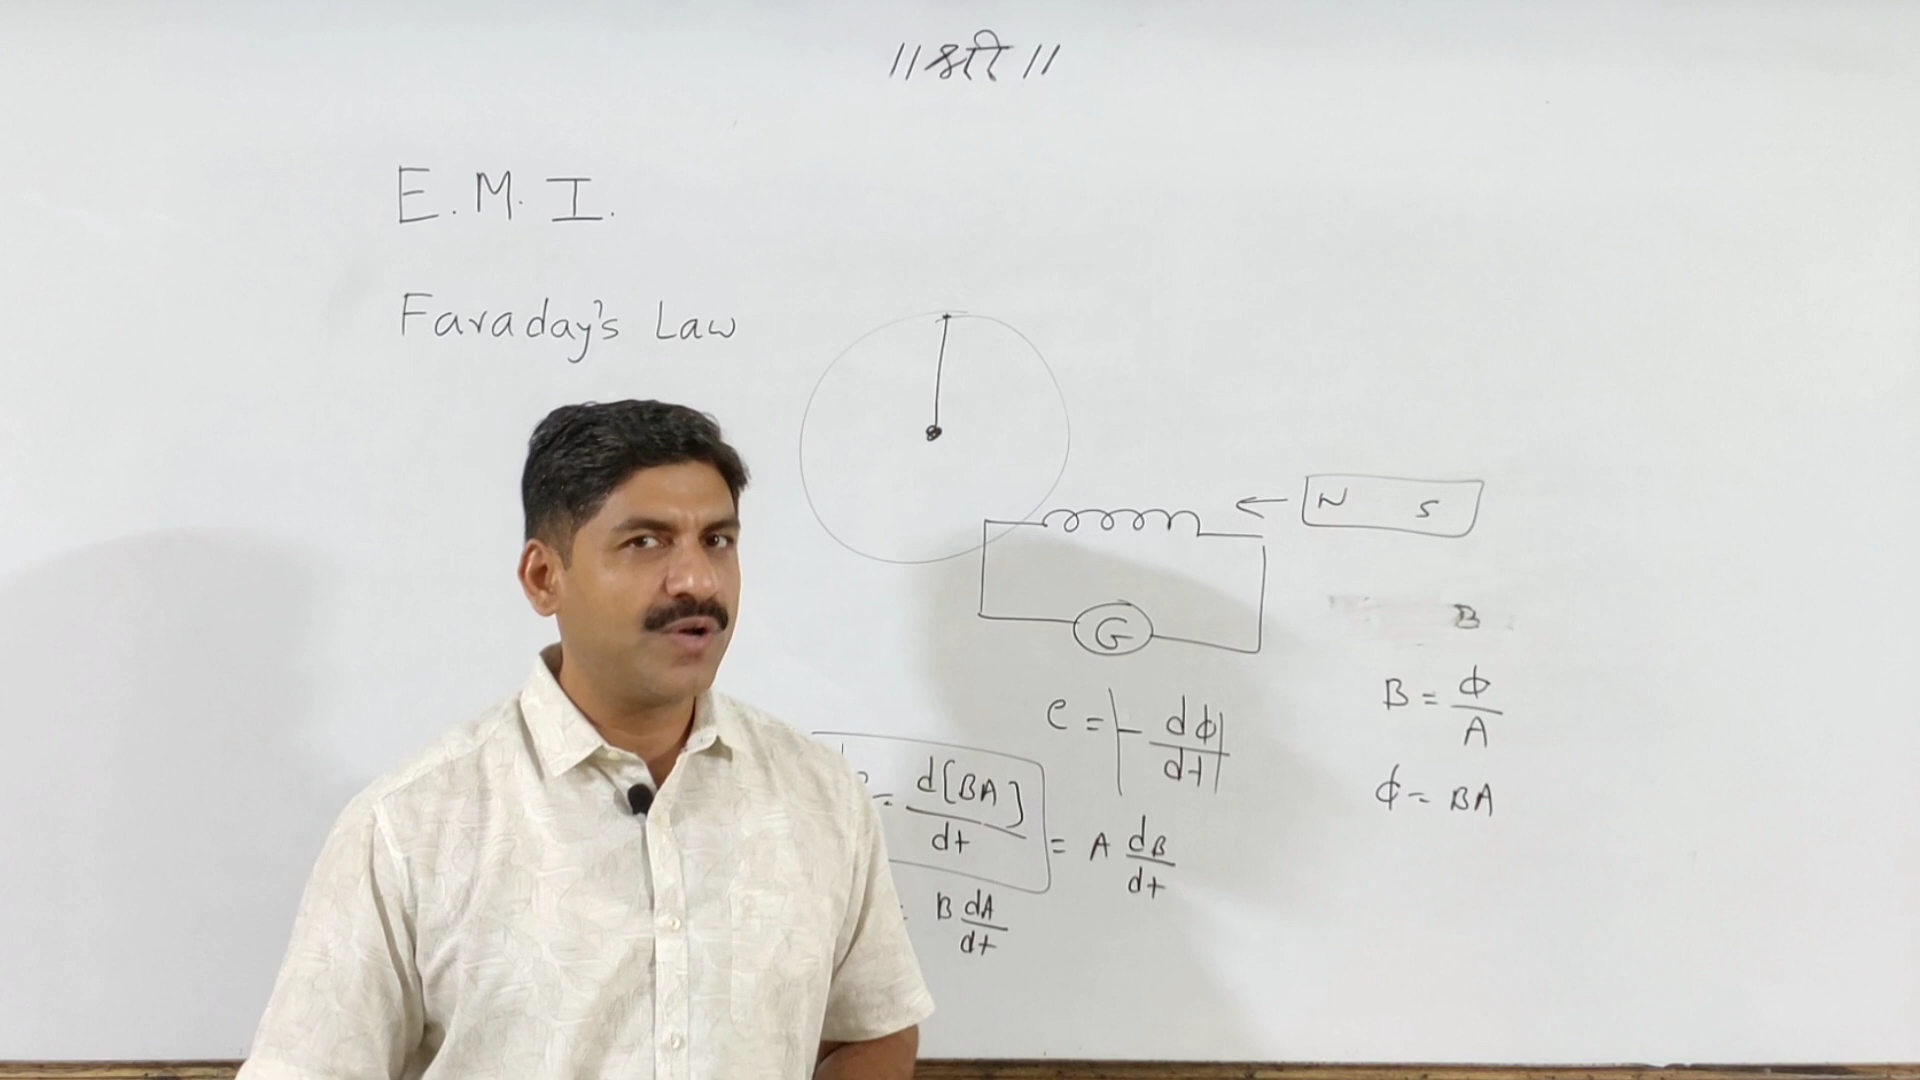 ||श्री||
E. M. I.
Faraday's Law
N S
G
B
B = ϕ/A
e = |- dϕ/dt|
ϕ = BA
= d[BA]/dt = A dB/dt
B dA/dt